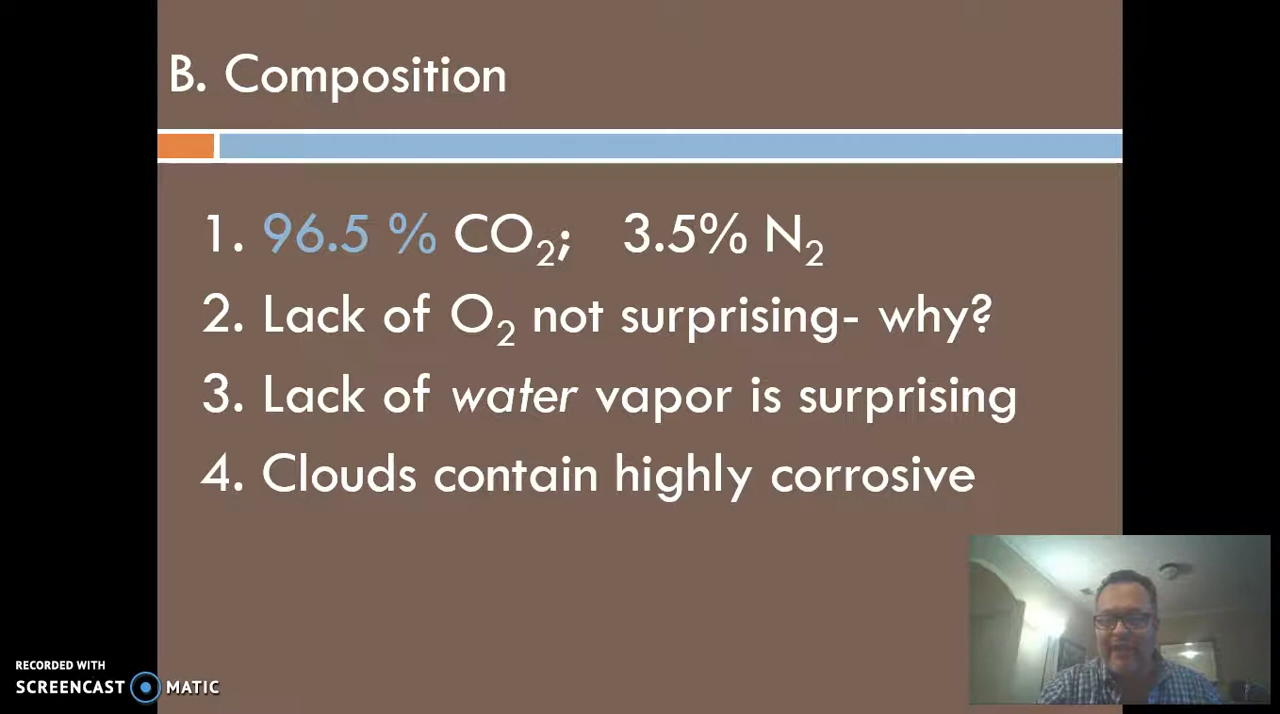 B. Composition
1. 96.5 % CO₂; 3.5% N₂
2. Lack of O₂ not surprising- why?
3. Lack of water vapor is surprising
4. Clouds contain highly corrosive
RECORDED WITH
SCREENCAST MATIC